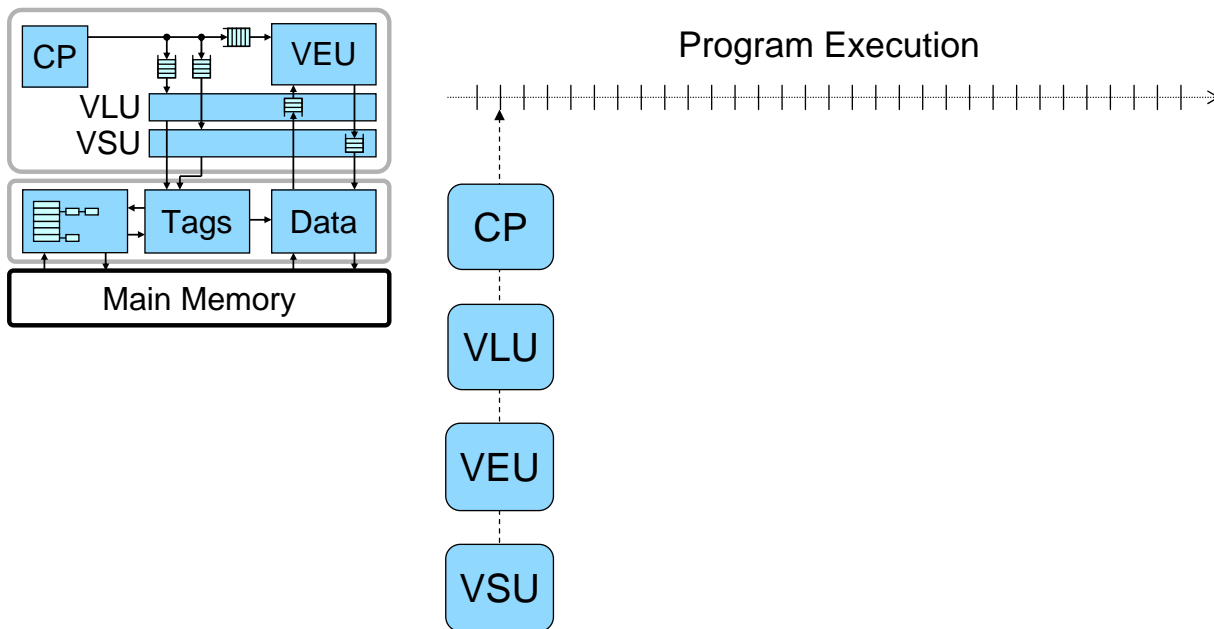 CP
VEU
VLU
VSU
Tags
Data
Main Memory
Program Execution
CP
VLU
VEU
VSU